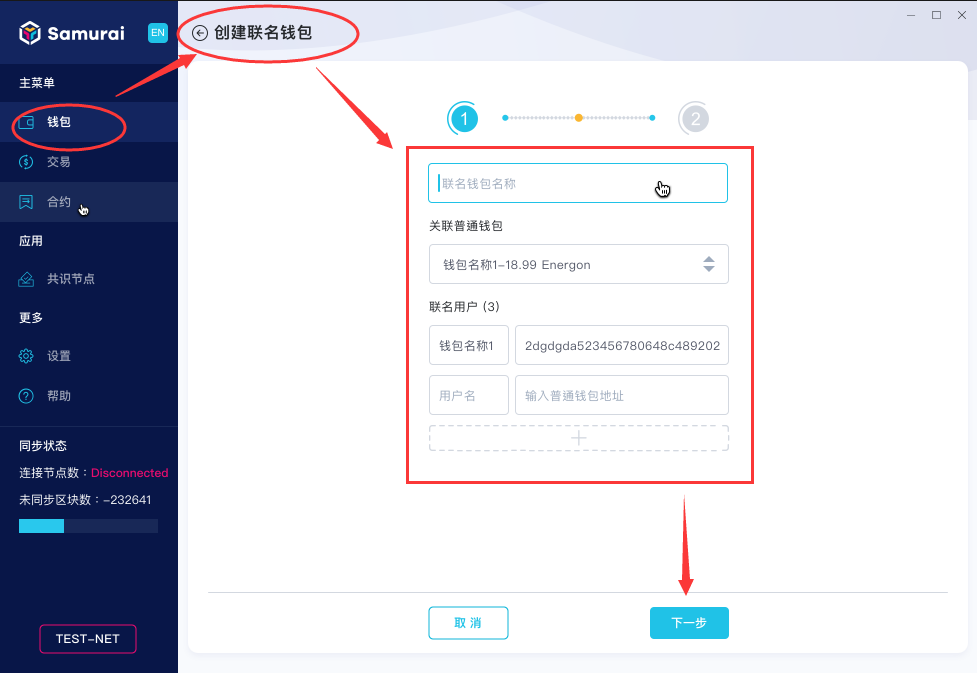 Samurai
EN
主菜单
钱包
交易
合约
应用
共识节点
更多
设置
帮助
同步状态
连接节点数：Disconnected
未同步区块数：-232641
TEST-NET
创建联名钱包
1
2
联名钱包名称
关联普通钱包
钱包名称1-18.99 Energon
联名用户 (3)
钱包名称1 2dgdgda523456780648c489202
用户名 输入普通钱包地址
取 消
下一步